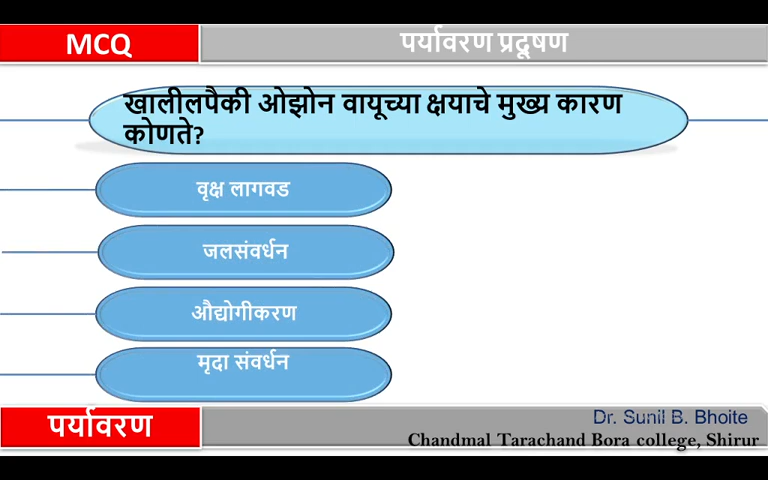 MCQ
पर्यावरण प्रदूषण
खालीलपैकी ओझोन वायूच्या क्षयाचे मुख्य कारण
कोणते?
वृक्ष लागवड
जलसंवर्धन
औद्योगीकरण
मृदा संवर्धन
पर्यावरण
Dr. Sunil B. Bhoite
Chandmal Tarachand Bora college, Shirur